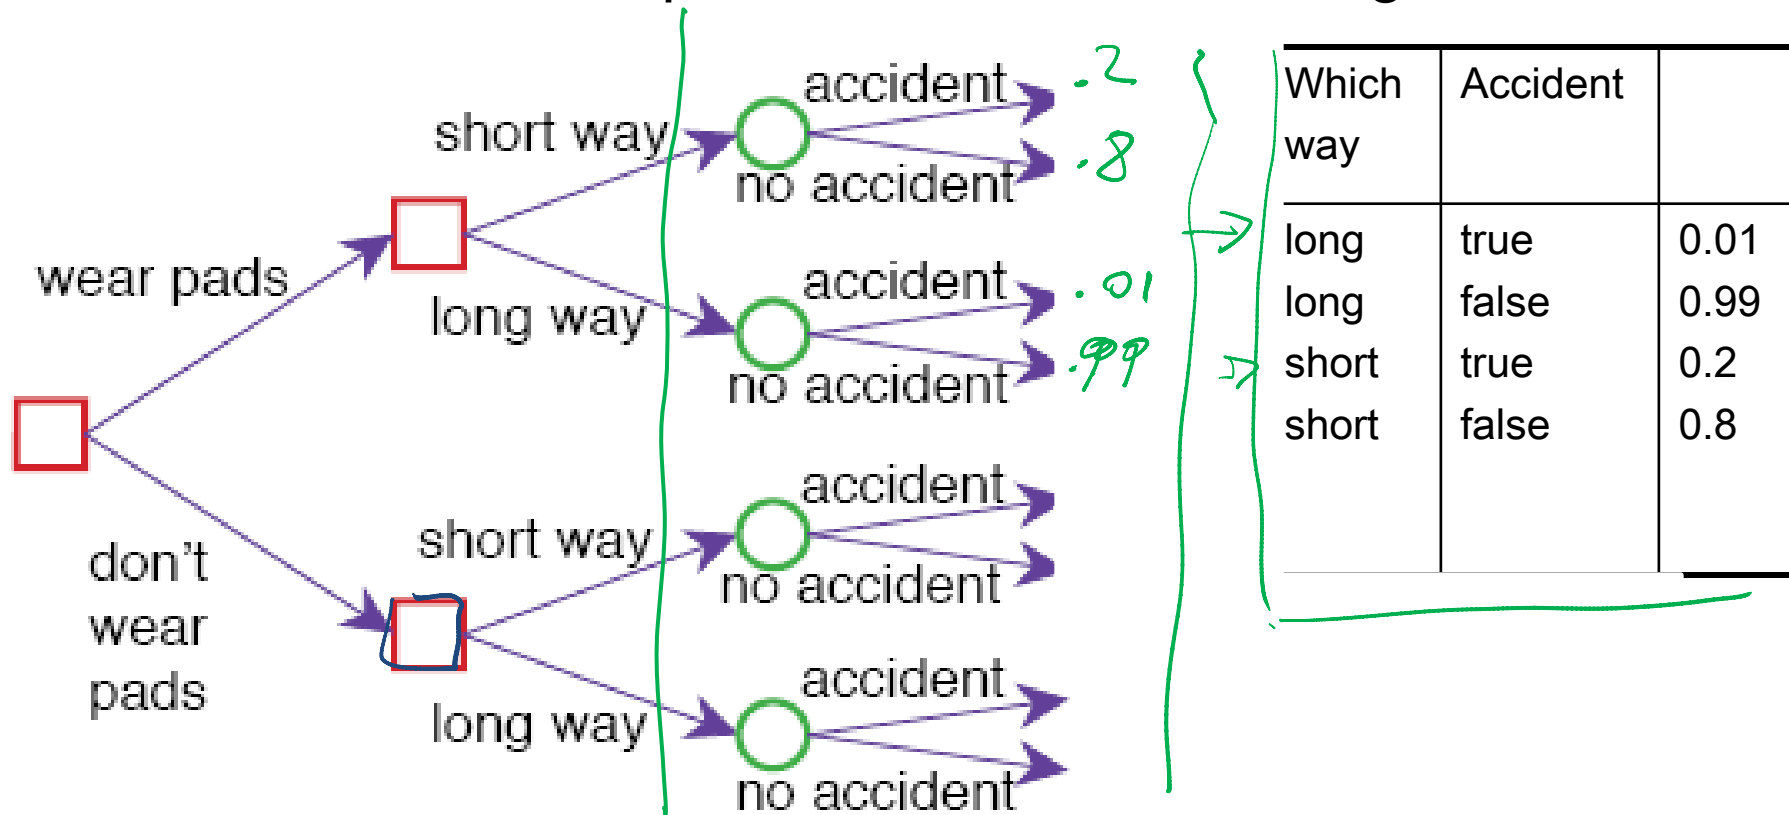 accident .2
short way
no accident .8
wear pads
accident .01
long way
no accident .99
accident
short way
no accident
don't
wear
pads
accident
long way
no accident
Which Accident
way
long true 0.01
long false 0.99
short true 0.2
short false 0.8